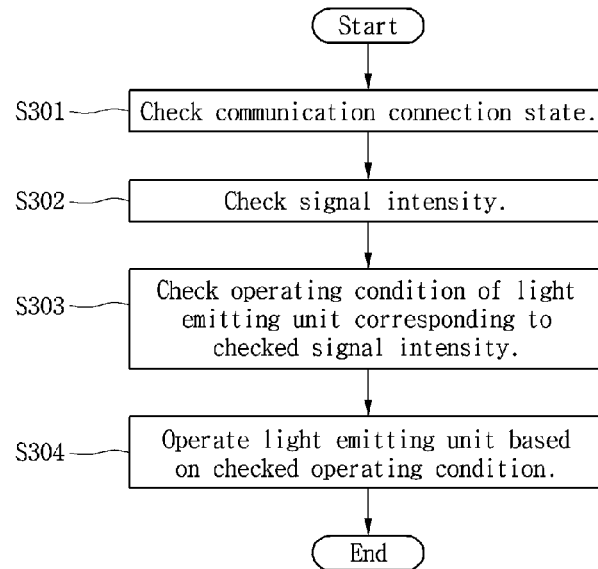 Start
S301
Check communication connection state.
S302
Check signal intensity.
S303
Check operating condition of light
emitting unit corresponding to
checked signal intensity.
S304
Operate light emitting unit based
on checked operating condition.
End